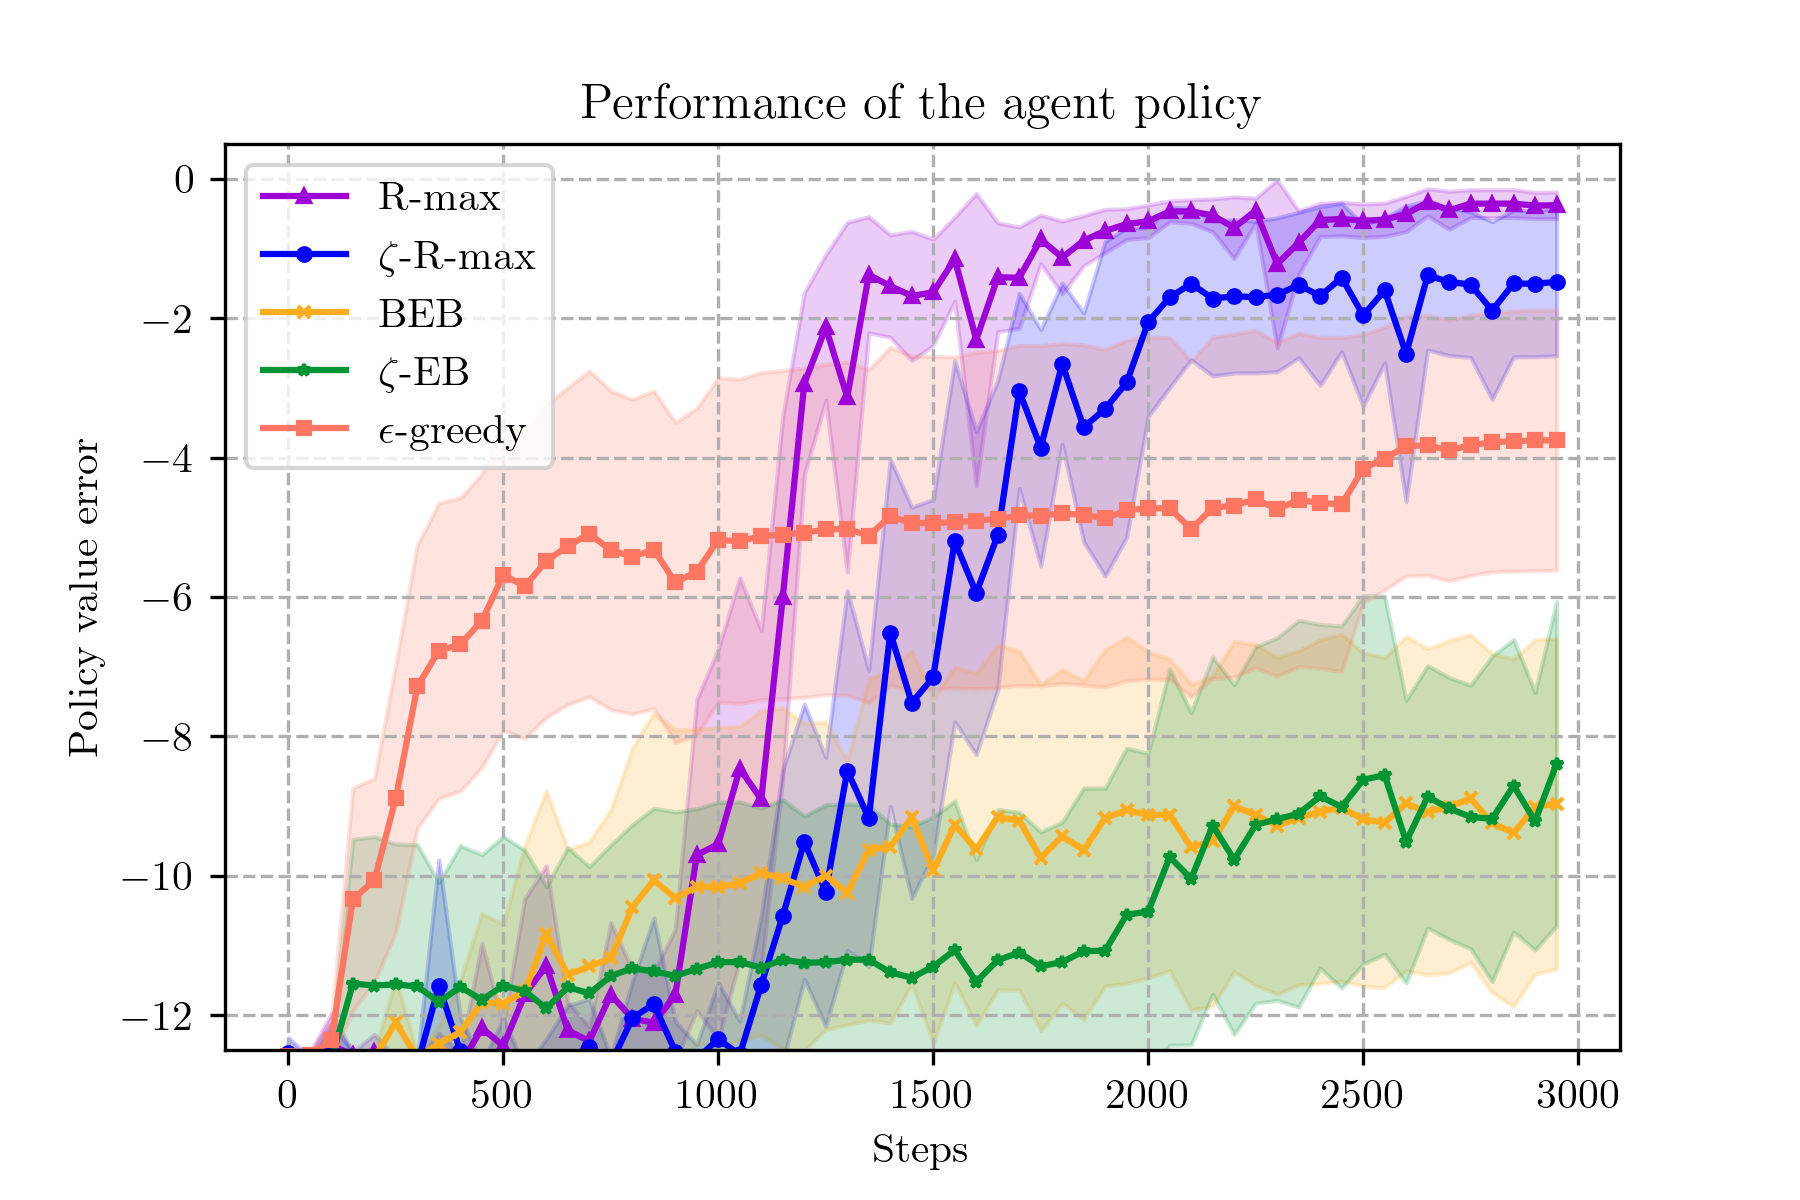 Performance of the agent policy
R-max
ζ-R-max
BEB
ζ-EB
ϵ-greedy
Policy value error
0
−2
−4
−6
−8
−10
−12
0 500 1000 1500 2000 2500 3000
Steps